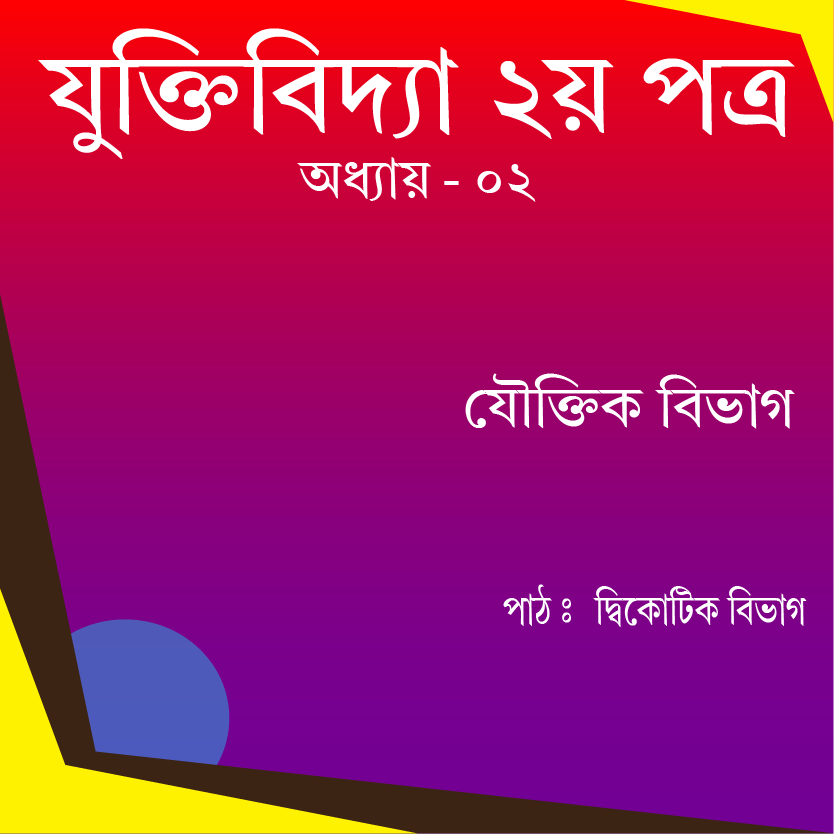 যুক্তিবিদ্যা ২য় পত্র
অধ্যায় - ০২
যৌক্তিক বিভাগ
পাঠ ঃ দ্বিকোটিক বিভাগ